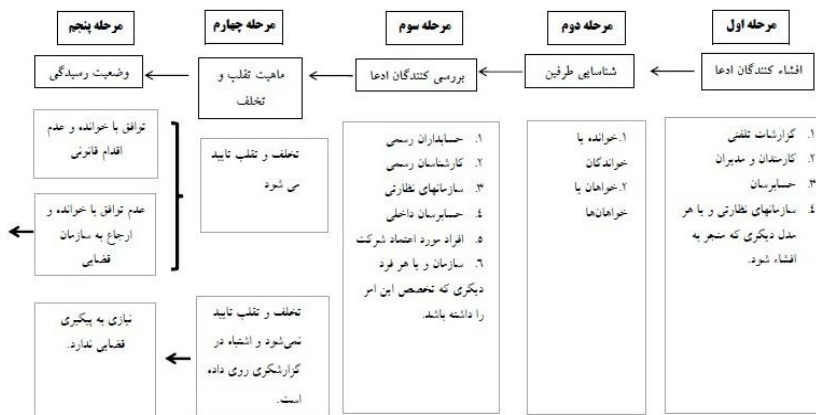 مرحله اول
مرحله دوم
مرحله سوم
مرحله چهارم
مرحله پنجم
افشاء کنندگان ادعا
شناسایی طرفین
بررسی کنندگان ادعا
ماهیت تقلب و
تخلف
وضعیت رسیدگی
۱. گزارشات تلفنی
۲. کارمندان و مدیران
۳. حسابرسان
۴. سازمانهای نظارتی و یا هر
مدل دیگری که منجر به
افشاء شود.
۱.خوانده یا
خواندگان
۲.خواهان یا
خواهان‌ها
۱. حسابداران رسمی
۲. کارشناسان رسمی
۳. سازمانهای نظارتی
۴. حسابرسان داخلی
۵. افراد مورد اعتماد شرکت
۶. سازمان و یا هر فرد
دیگری که تخصص این امر
را داشته باشد.
تخلف و تقلب تایید
می شود
تخلف و تقلب تایید
نمی‌شود و اشتباه در
گزارشگری روی داده
است.
توافق با خوانده و عدم
اقدام قانونی
عدم توافق با خوانده و
ارجاع به سازمان
قضایی
نیازی به پیگیری
قضایی ندارد.